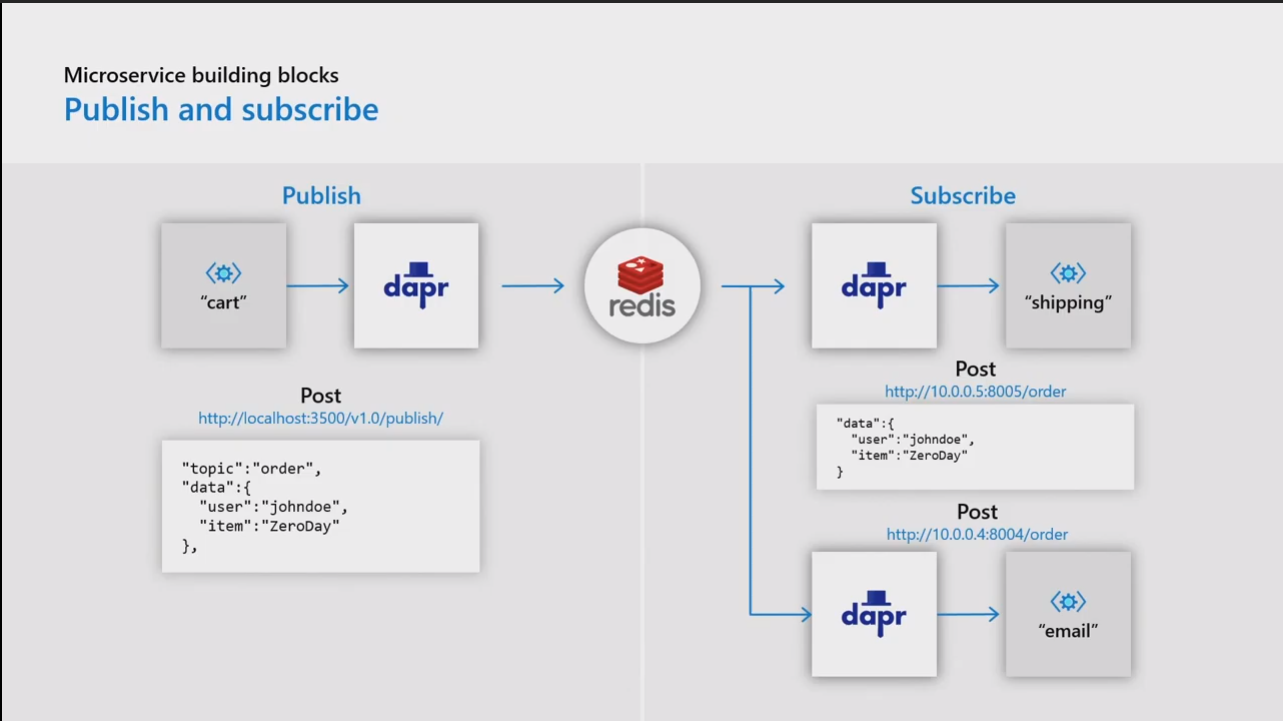 Microservice building blocks
Publish and subscribe
Publish
“cart”
dapr
redis
Post
http://localhost:3500/v1.0/publish/
"topic":"order",
"data":{
"user":"johndoe",
"item":"ZeroDay"
},
Subscribe
dapr
“shipping”
Post
http://10.0.0.5:8005/order
"data":{
"user":"johndoe",
"item":"ZeroDay"
}
Post
http://10.0.0.4:8004/order
dapr
“email”